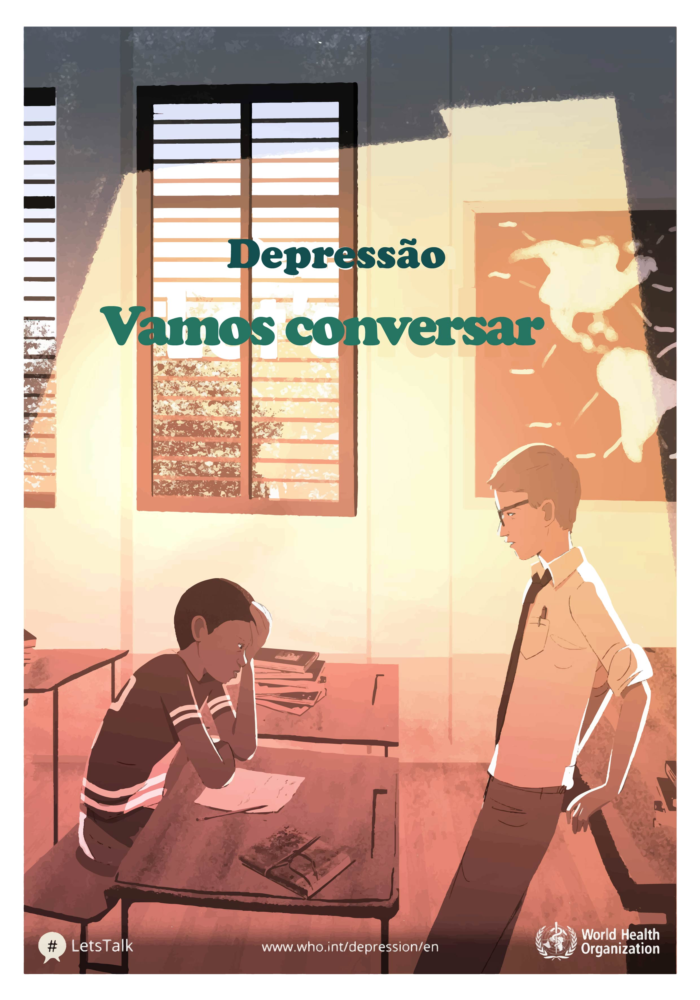 Depressão
Vamos conversar
# LetsTalk
www.who.int/depression/en
World Health
Organization